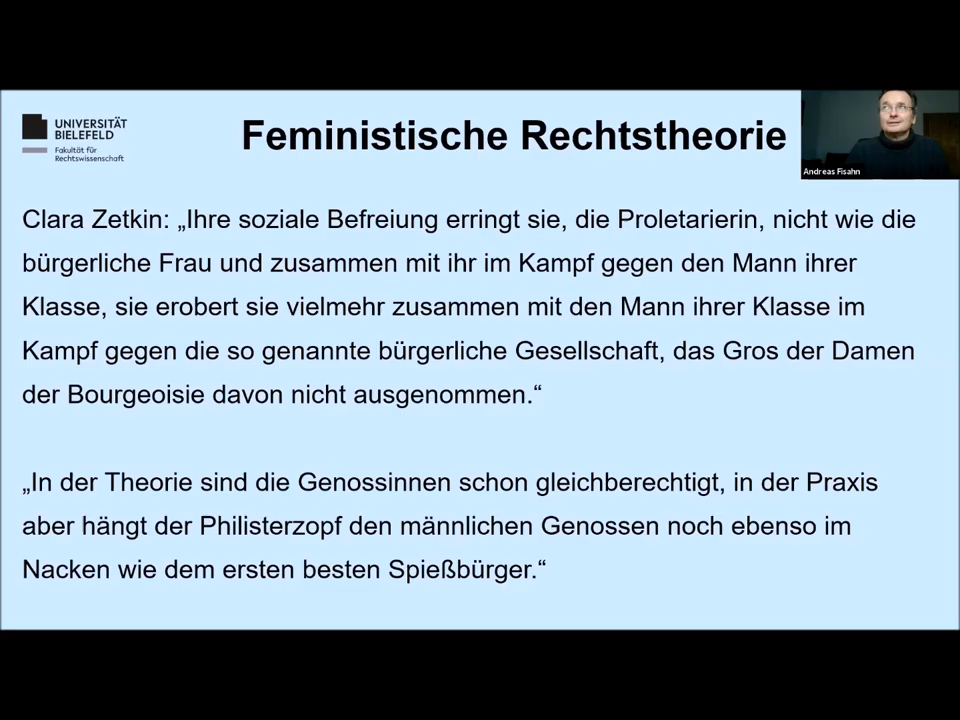 UNIVERSITÄT
BIELEFELD
Fakultät für
Rechtswissenschaft
Feministische Rechtstheorie
Andreas Fisahn
Clara Zetkin: „Ihre soziale Befreiung erringt sie, die Proletarierin, nicht wie die
bürgerliche Frau und zusammen mit ihr im Kampf gegen den Mann ihrer
Klasse, sie erobert sie vielmehr zusammen mit den Mann ihrer Klasse im
Kampf gegen die so genannte bürgerliche Gesellschaft, das Gros der Damen
der Bourgeoisie davon nicht ausgenommen.“
„In der Theorie sind die Genossinnen schon gleichberechtigt, in der Praxis
aber hängt der Philisterzopf den männlichen Genossen noch ebenso im
Nacken wie dem ersten besten Spießbürger.“